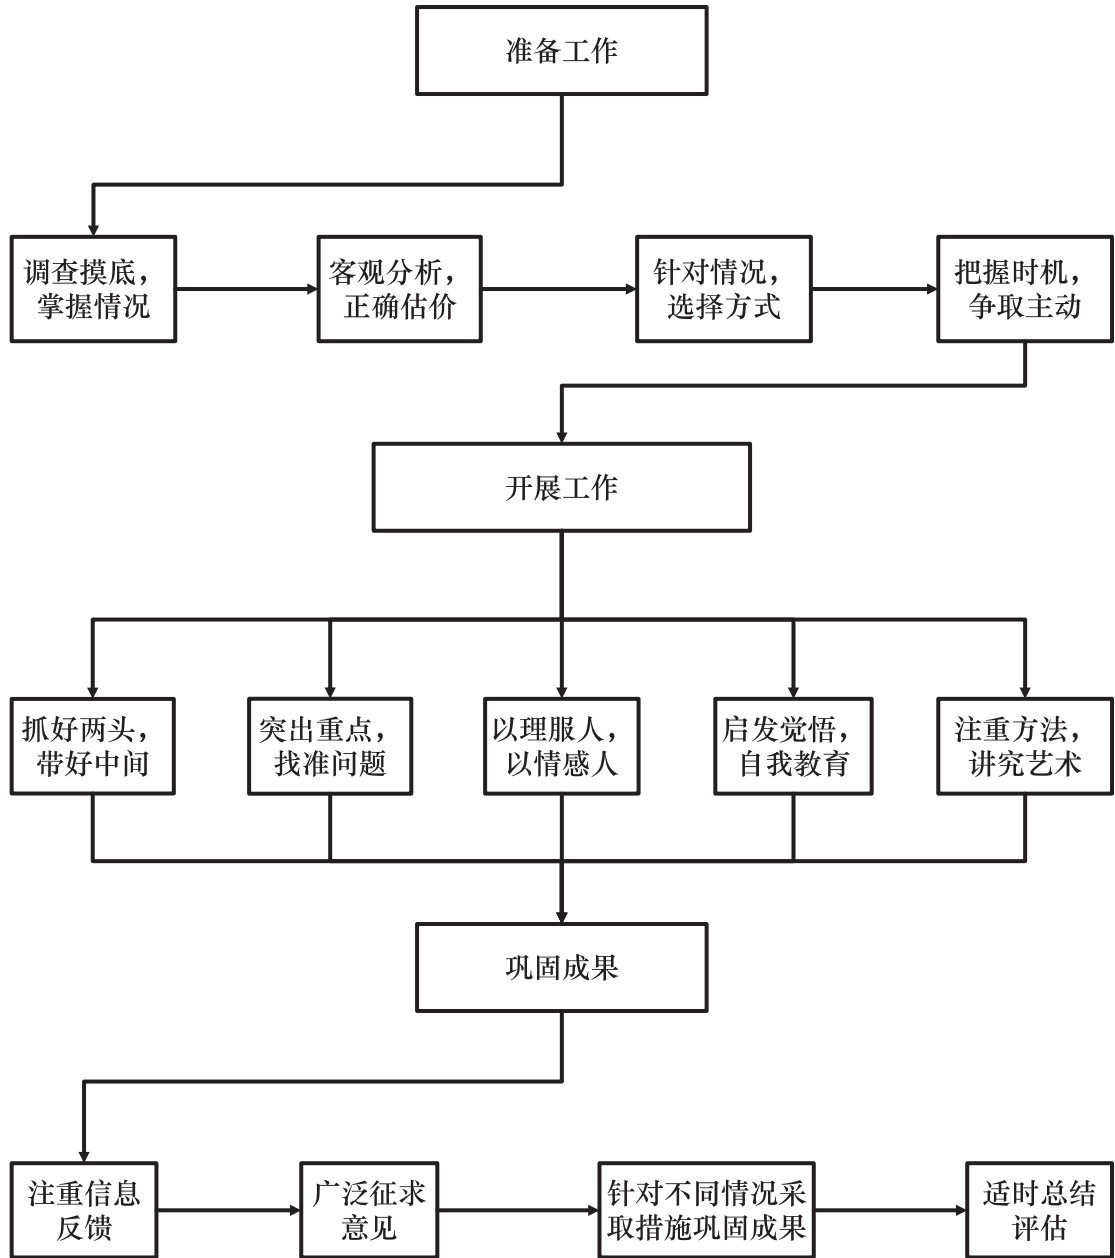 准备工作
调查摸底，
掌握情况
客观分析，
正确估价
针对情况，
选择方式
把握时机，
争取主动
开展工作
抓好两头，
带好中间
突出重点，
找准问题
以理服人，
以情感人
启发觉悟，
自我教育
注重方法，
讲究艺术
巩固成果
注重信息
反馈
广泛征求
意见
针对不同情况采
取措施巩固成果
适时总结
评估